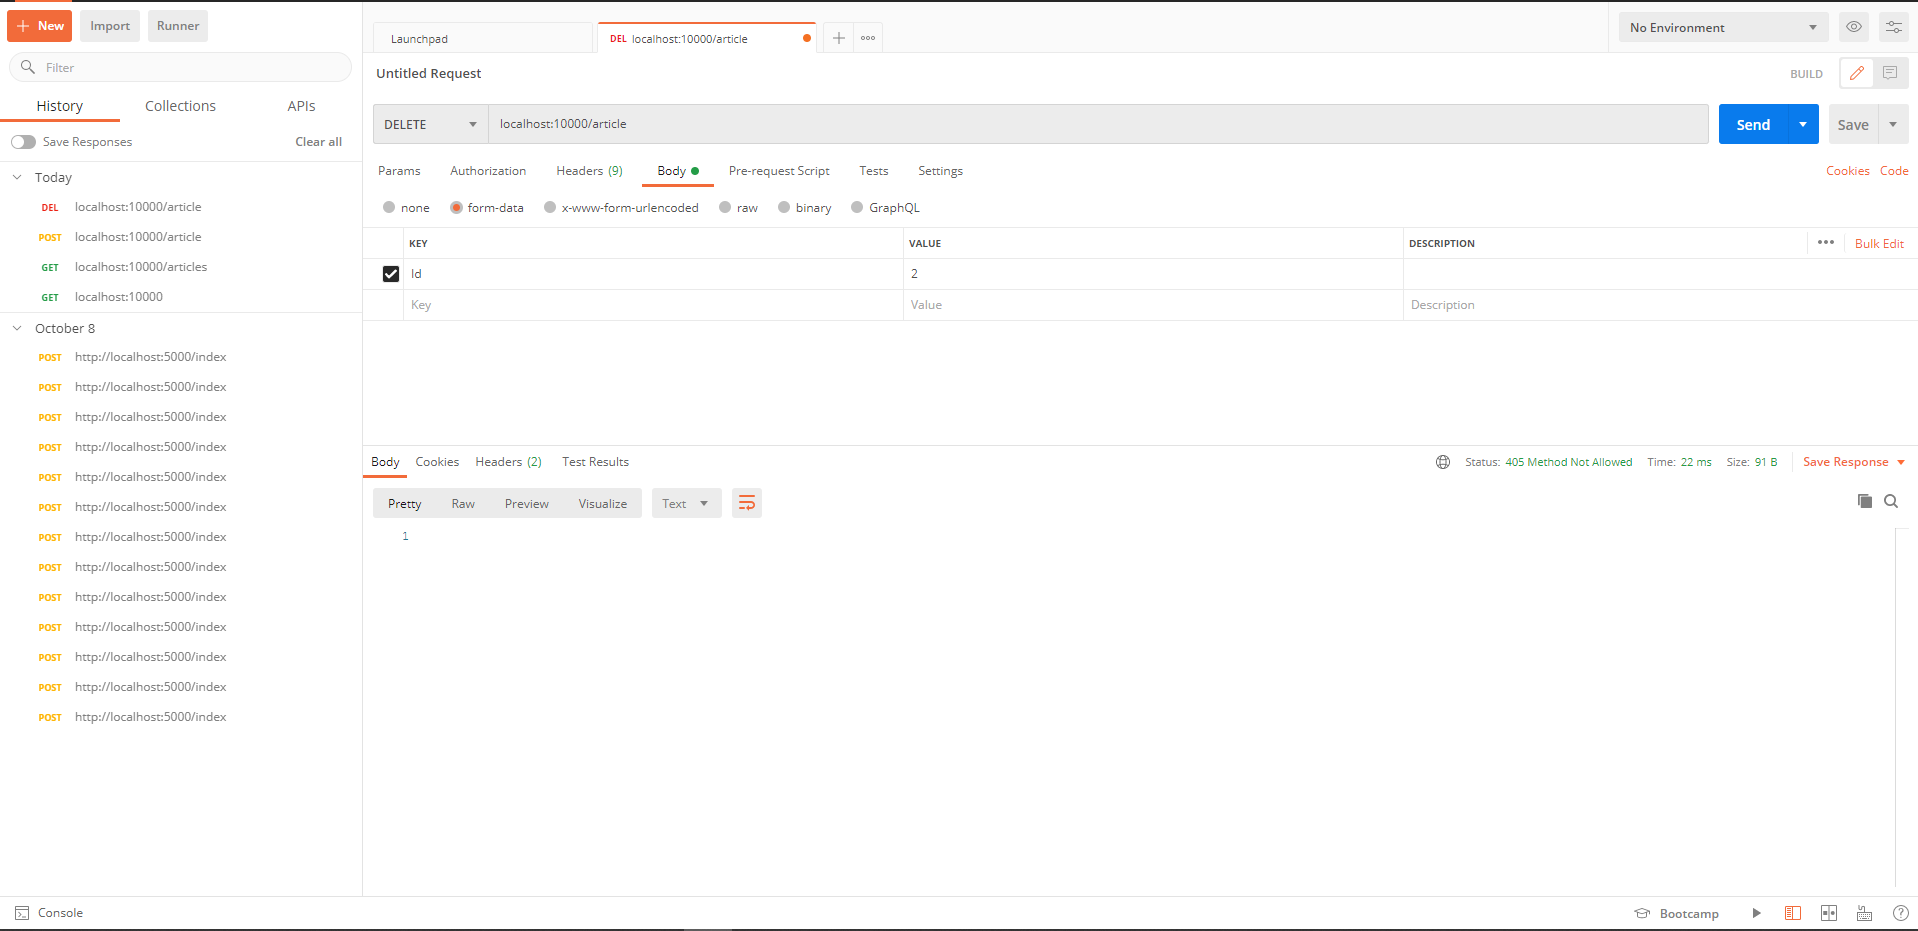 New Import Runner
Filter
History Collections APIs
Save Responses Clear all
Today
DEL localhost:10000/article
POST localhost:10000/article
GET localhost:10000/articles
GET localhost:10000
October 8
POST http://localhost:5000/index
POST http://localhost:5000/index
POST http://localhost:5000/index
POST http://localhost:5000/index
POST http://localhost:5000/index
POST http://localhost:5000/index
POST http://localhost:5000/index
POST http://localhost:5000/index
POST http://localhost:5000/index
POST http://localhost:5000/index
POST http://localhost:5000/index
POST http://localhost:5000/index
POST http://localhost:5000/index
Launchpad DEL localhost:10000/article No Environment
Untitled Request BUILD
DELETE localhost:10000/article Send Save
Params Authorization Headers (9) Body Pre-request Script Tests Settings Cookies Code
none form-data x-www-form-urlencoded raw binary GraphQL
KEY VALUE DESCRIPTION Bulk Edit
Id 2
Key Value Description
Body Cookies Headers (2) Test Results Status: 405 Method Not Allowed Time: 22 ms Size: 91 B Save Response
Pretty Raw Preview Visualize Text
1
Console Bootcamp